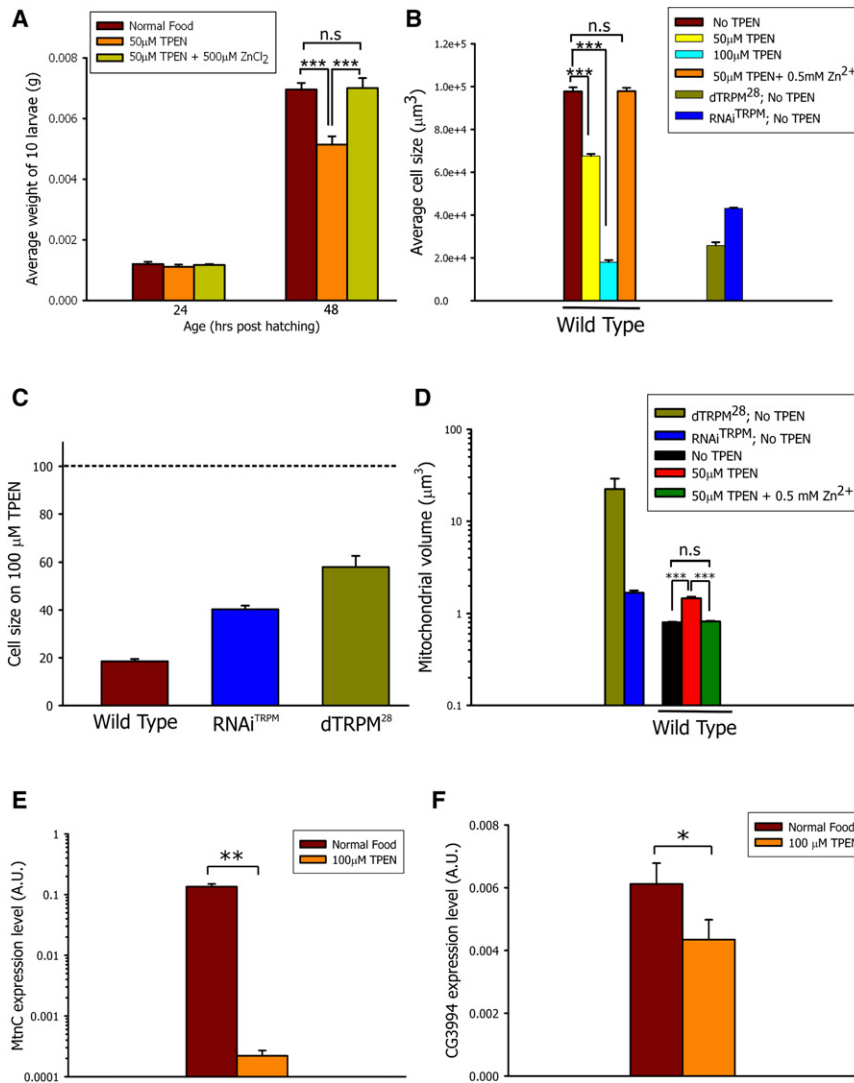 A
Normal Food
50μM TPEN
50μM TPEN + 500μM ZnCl2
n.s
*** ***
Average weight of 10 larvae (g)
0.008
0.006
0.004
0.002
0.000
24 48
Age (hrs post hatching)
B
No TPEN
50μM TPEN
100μM TPEN
50μM TPEN+ 0.5mM Zn2+
dTRPM28; No TPEN
RNAiTRPM; No TPEN
n.s
***
***
Average cell size (μm3)
1.2e+5
1.0e+5
8.0e+4
6.0e+4
4.0e+4
2.0e+4
0.0
Wild Type
C
Cell size on 100 μM TPEN
100
80
60
40
20
0
Wild Type RNAiTRPM dTRPM28
D
dTRPM28; No TPEN
RNAiTRPM; No TPEN
No TPEN
50μM TPEN
50μM TPEN + 0.5 mM Zn2+
n.s
*** ***
Mitochondrial volume (μm3)
100
10
1
0.1
Wild Type
E
Normal Food
100μM TPEN
**
MtnC expression level (A.U.)
1
0.1
0.01
0.001
0.0001
F
Normal Food
100 μM TPEN
*
CG3994 expression level (A.U.)
0.008
0.006
0.004
0.002
0.000